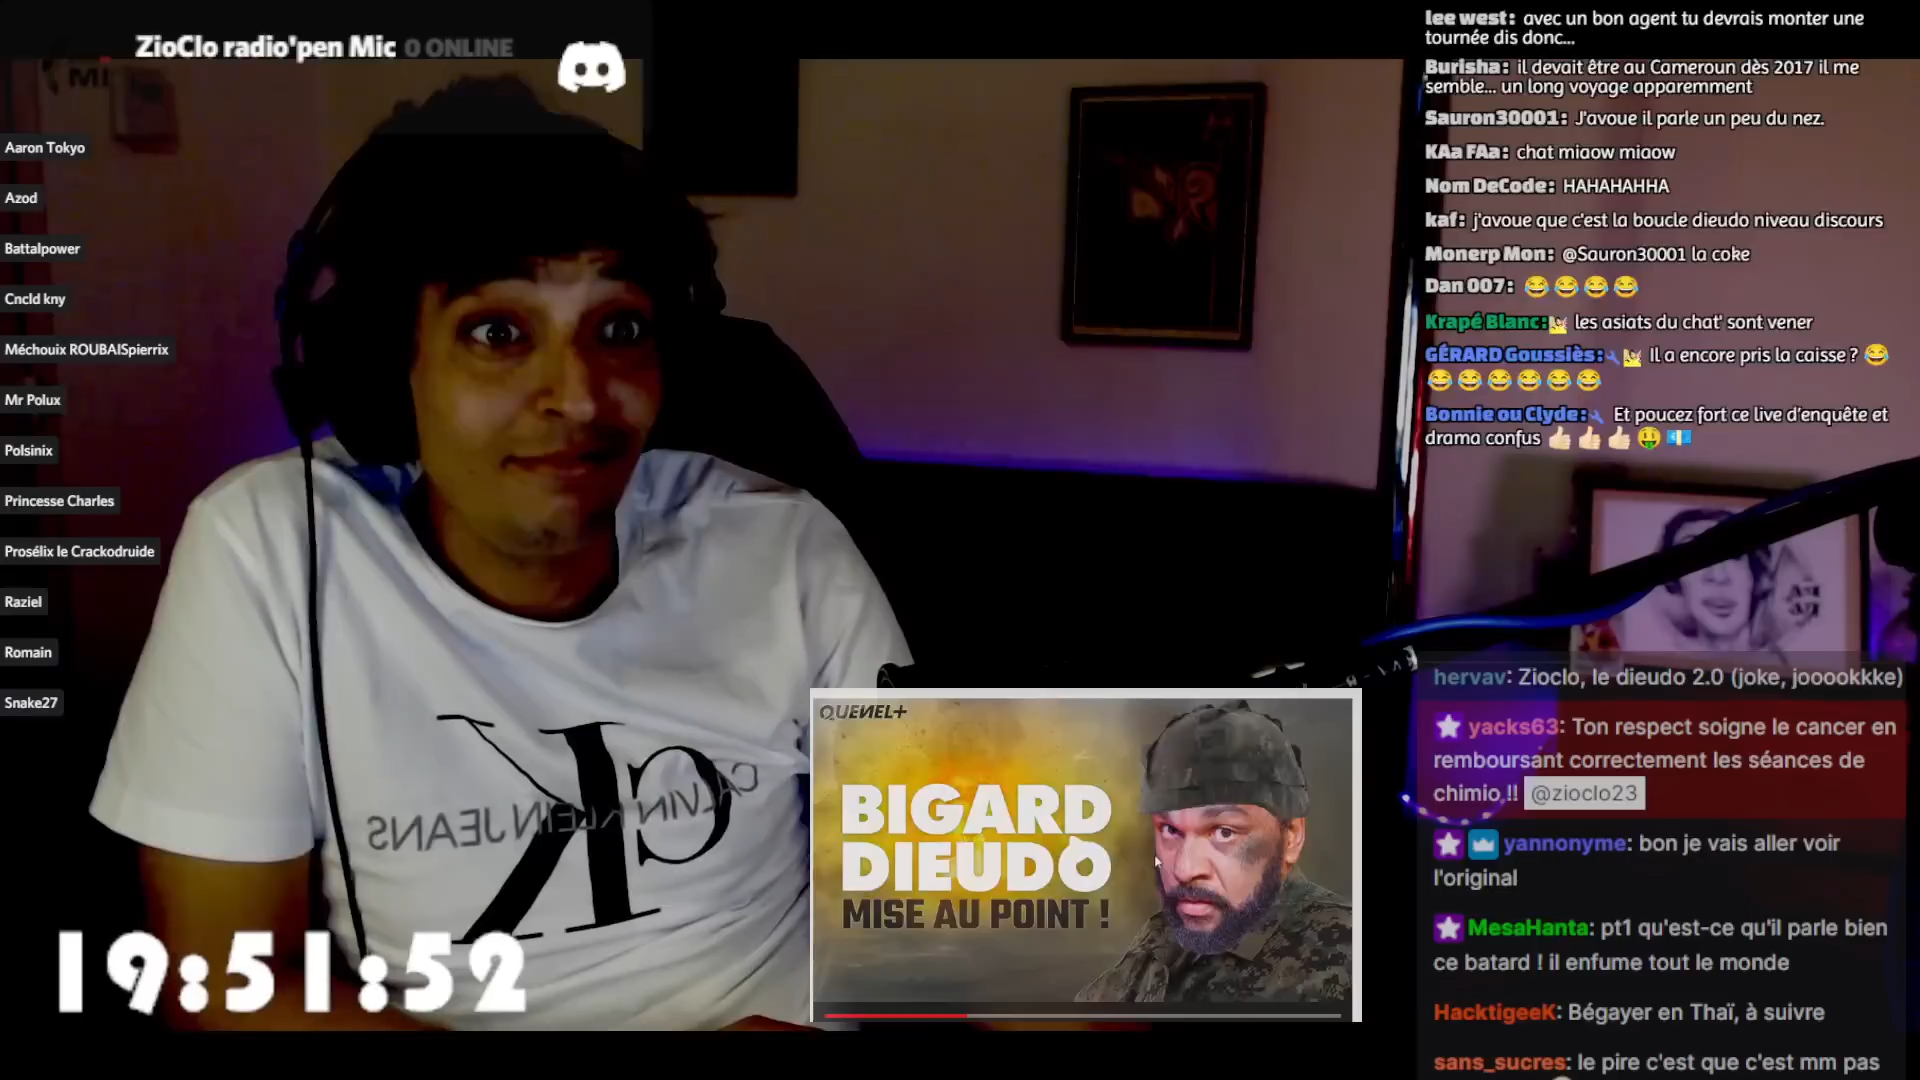 ZioClo radio'pen Mic 0 ONLINE
Aaron Tokyo
Azod
Battalpower
Cncld kny
Méchouix ROUBAISpierrix
Mr Polux
Polsinix
Princesse Charles
Prosélix le Crackodruide
Raziel
Romain
Snake27
CALVIN KLEIN JEANS
CK
19:51:52
QUENEL+
BIGARD
DIEUDÒ
MISE AU POINT !
lee west: avec un bon agent tu devrais monter une
tournée dis donc...
Burisha: il devait être au Cameroun dès 2017 il me
semble... un long voyage apparemment
Sauron30001: J'avoue il parle un peu du nez.
KAa FAa: chat miaow miaow
Nom DeCode: HAHAHAHHA
kaf: j'avoue que c'est la boucle dieudo niveau discours
Monerp Mon: @Sauron30001 la coke
Dan 007: 😂😂😂😂
Krapé Blanc: les asiats du chat' sont vener
GÉRARD Goussiès: Il a encore pris la caisse ? 😂
😂😂😂😂😂😂
Bonnie ou Clyde: Et poucez fort ce live d'enquête et
drama confus 👍🏻👍🏻👍🏻🤑💶
hervav: Zioclo, le dieudo 2.0 (joke, jooookkke)
yacks63: Ton respect soigne le cancer en
remboursant correctement les séances de
chimio !! @zioclo23
yannonyme: bon je vais aller voir
l'original
MesaHanta: pt1 qu'est-ce qu'il parle bien
ce batard ! il enfume tout le monde
HacktigeeK: Bégayer en Thaï, à suivre
sans_sucres: le pire c'est que c'est mm pas